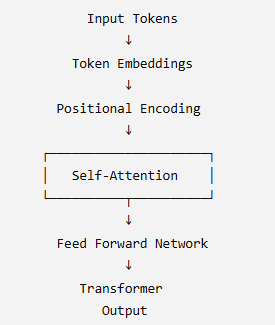 Input Tokens
↓
Token Embeddings
↓
Positional Encoding
↓
Self-Attention
↓
Feed Forward Network
↓
Transformer
Output